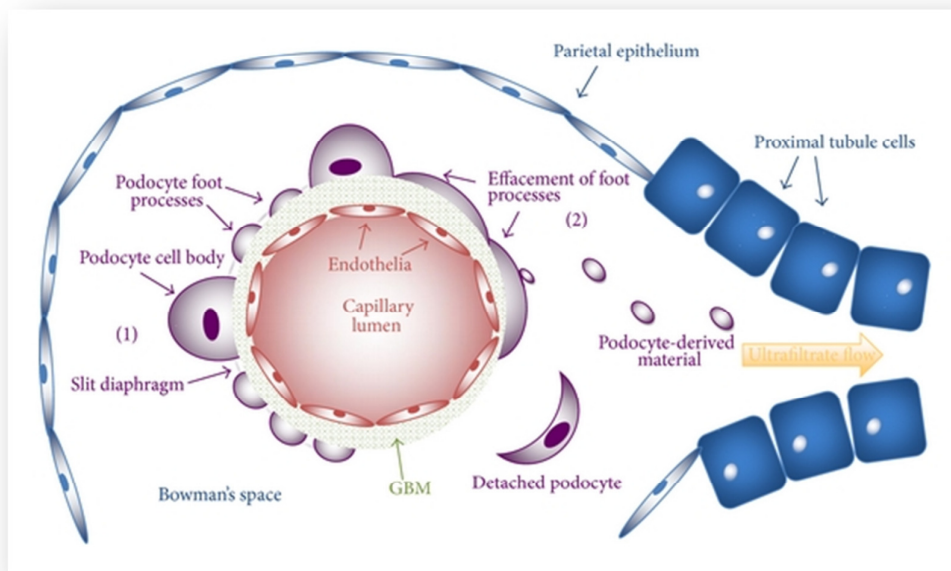 Parietal epithelium
Proximal tubule cells
Podocyte foot
processes
Effacement of foot
processes
(2)
Podocyte cell body
Endothelia
Capillary
lumen
(1)
Podocyte-derived
material
Ultrafiltrate flow
Slit diaphragm
Detached podocyte
GBM
Bowman's space